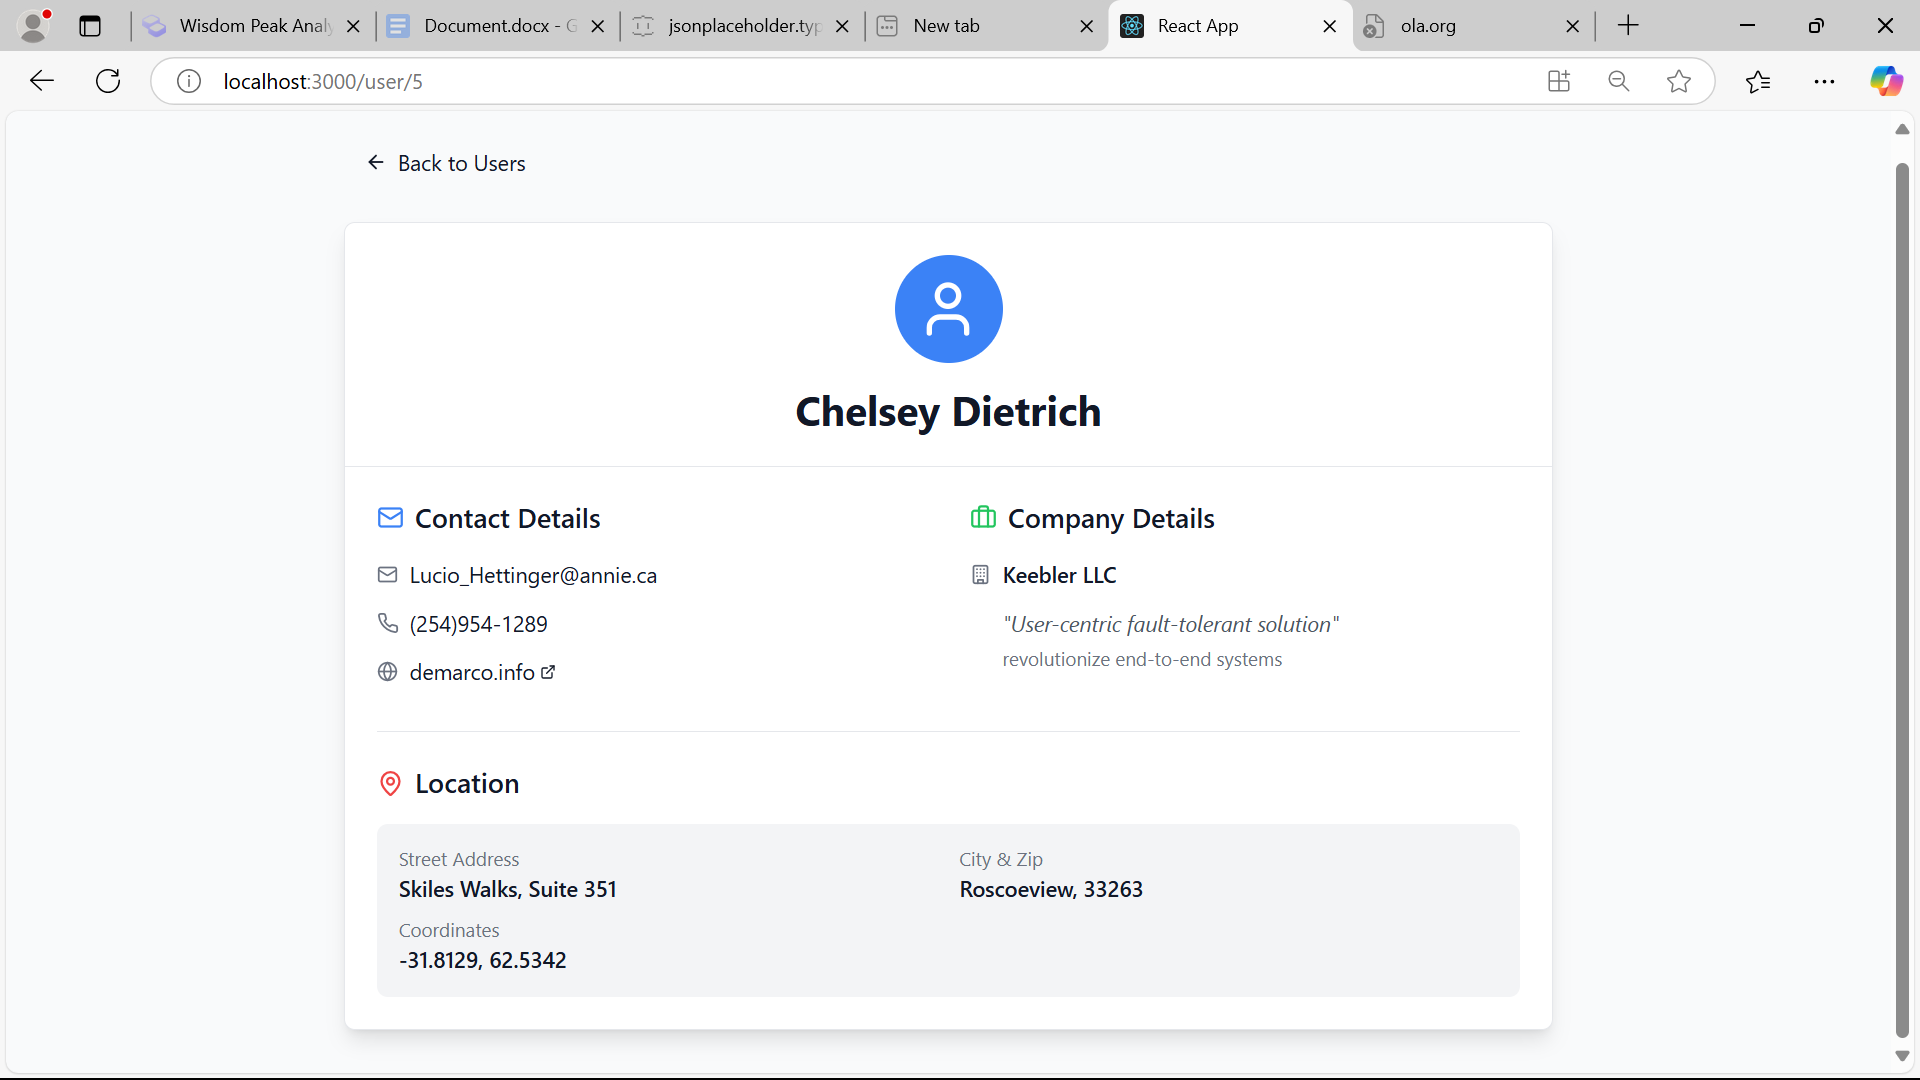 Wisdom Peak Analy
Document.docx - G
jsonplaceholder.typ
New tab
React App
ola.org
localhost:3000/user/5
Back to Users
Chelsey Dietrich
Contact Details
Lucio_Hettinger@annie.ca
(254)954-1289
demarco.info
Company Details
Keebler LLC
"User-centric fault-tolerant solution"
revolutionize end-to-end systems
Location
Street Address
Skiles Walks, Suite 351
City & Zip
Roscoeview, 33263
Coordinates
-31.8129, 62.5342